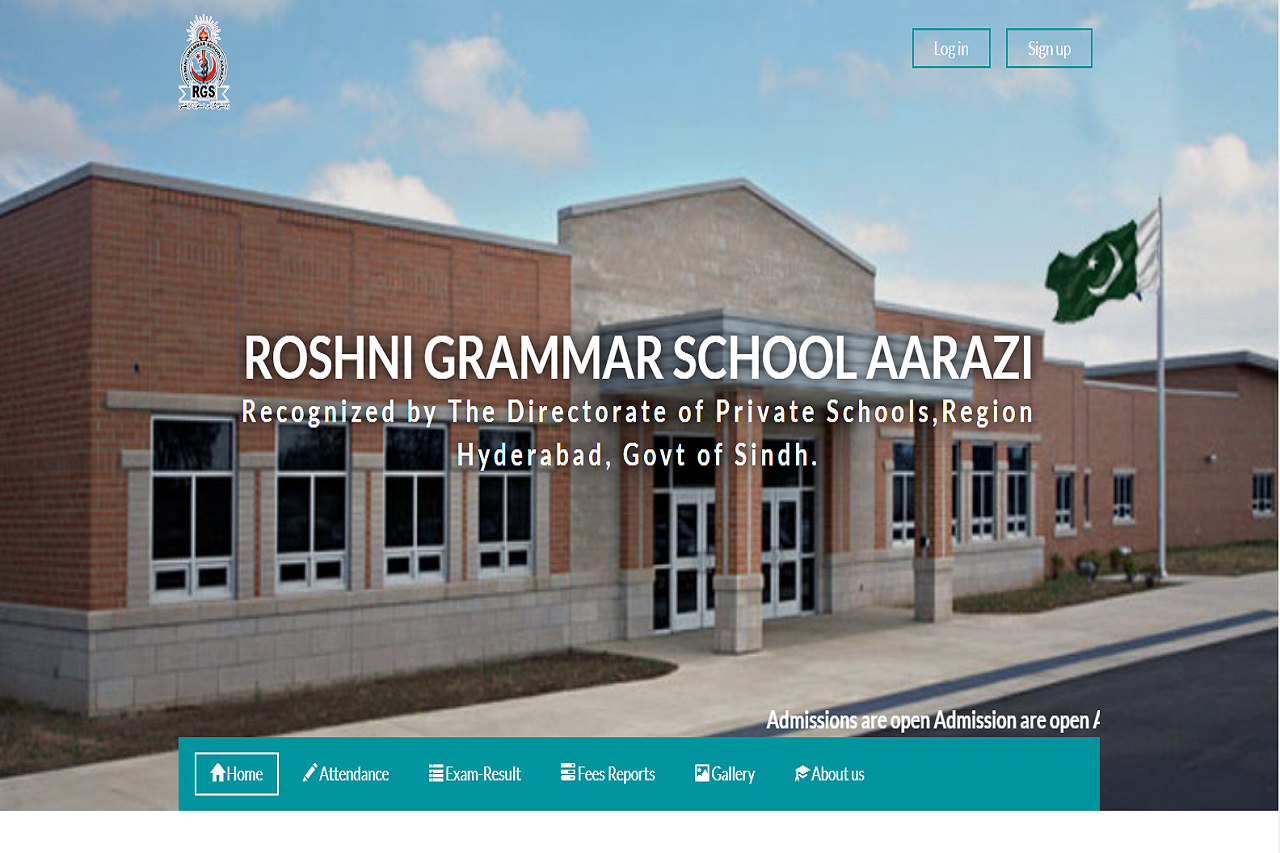 RGS
Log in
Sign up
ROSHNI GRAMMAR SCHOOL AARAZI
Recognized by The Directorate of Private Schools,Region
Hyderabad, Govt of Sindh.
Admissions are open Admission are open
Home
Attendance
Exam-Result
Fees Reports
Gallery
About us